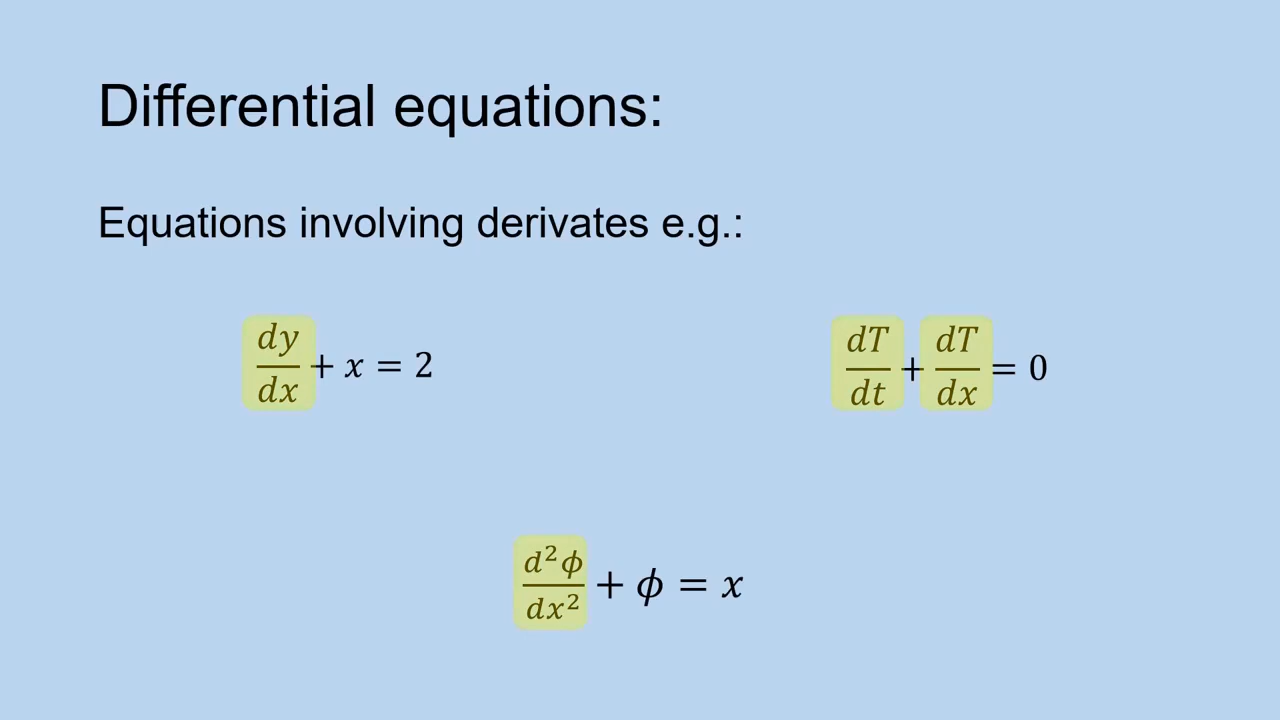 Differential equations:
Equations involving derivates e.g.:
dy/dx + x = 2
dT/dt + dT/dx = 0
d²ϕ/dx² + ϕ = x